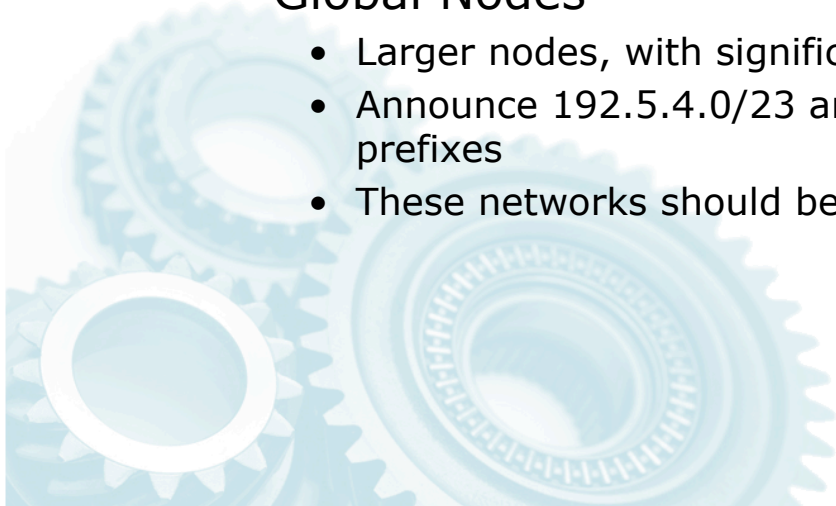 Global Nodes
• Larger nodes, with
• Announce 192.5.4.0/23
prefixes
• These networks should be